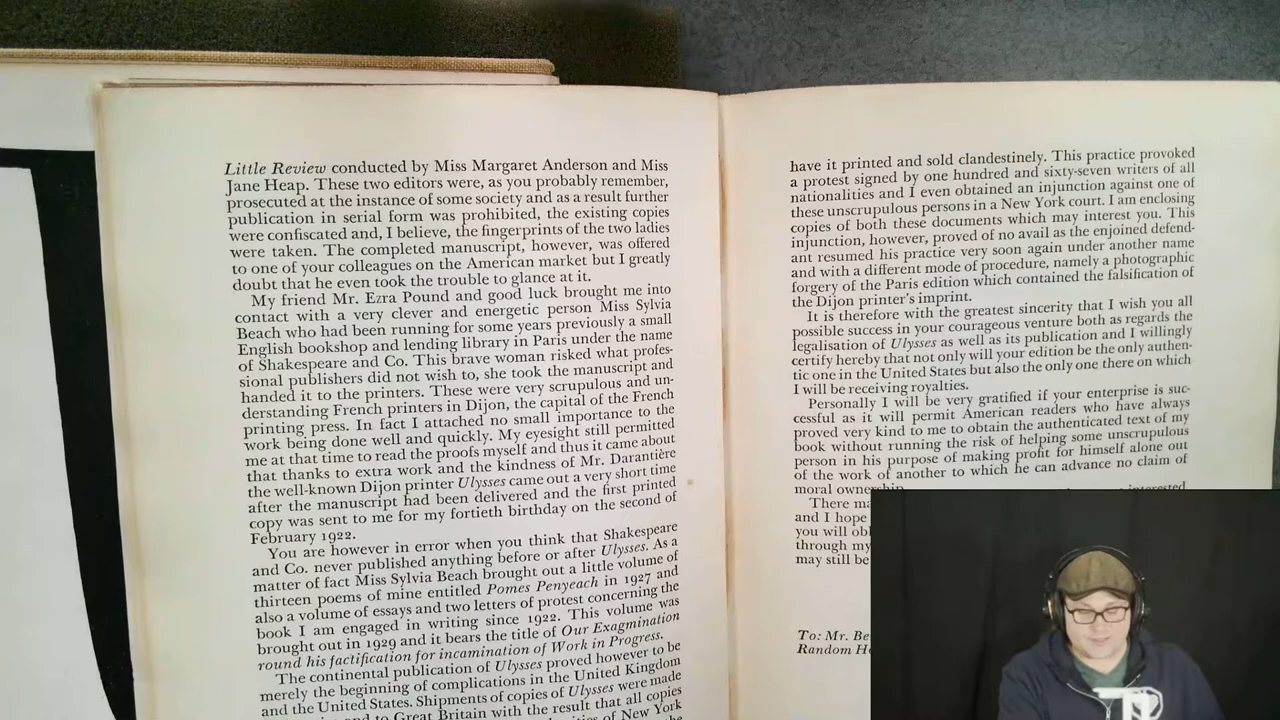 Little Review conducted by Miss Margaret Anderson and Miss
Jane Heap. These two editors were, as you probably remember,
prosecuted at the instance of some society and as a result further
publication in serial form was prohibited, the existing copies
were confiscated and, I believe, the fingerprints of the two ladies
were taken. The completed manuscript, however, was offered
to one of your colleagues on the American market but I greatly
doubt that he even took the trouble to glance at it.
My friend Mr. Ezra Pound and good luck brought me into
contact with a very clever and energetic person Miss Sylvia
Beach who had been running for some years previously a small
English bookshop and lending library in Paris under the name
of Shakespeare and Co. This brave woman risked what profes-
sional publishers did not wish to, she took the manuscript and
handed it to the printers. These were very scrupulous and un-
derstanding French printers in Dijon, the capital of the French
printing press. In fact I attached no small importance to the
work being done well and quickly. My eyesight still permitted
me at that time to read the proofs myself and thus it came about
that thanks to extra work and the kindness of Mr. Darantière
the well-known Dijon printer Ulysses came out a very short time
after the manuscript had been delivered and the first printed
copy was sent to me for my fortieth birthday on the second of
February 1922.
You are however in error when you think that Shakespeare
and Co. never published anything before or after Ulysses. As a
matter of fact Miss Sylvia Beach brought out a little volume of
thirteen poems of mine entitled Pomes Penyeach in 1927 and
also a volume of essays and two letters of protest concerning the
book I am engaged in writing since 1922. This volume was
brought out in 1929 and it bears the title of Our Exagmination
round his factification for incamination of Work in Progress.
The continental publication of Ulysses proved however to be
merely the beginning of complications in the United Kingdom
and the United States. Shipments of copies of Ulysses were made
and to Great Britain with the result that all copies
of New York
have it printed and sold clandestinely. This practice provoked
a protest signed by one hundred and sixty-seven writers of all
nationalities and I even obtained an injunction against one of
these unscrupulous persons in a New York court. I am enclosing
copies of both these documents which may interest you. This
injunction, however, proved of no avail as the enjoined defend-
ant resumed his practice very soon again under another name
and with a different mode of procedure, namely a photographic
forgery of the Paris edition which contained the falsification of
the Dijon printer's imprint.
It is therefore with the greatest sincerity that I wish you all
possible success in your courageous venture both as regards the
legalisation of Ulysses as well as its publication and I willingly
certify hereby that not only will your edition be the only authen-
tic one in the United States but also the only one there on which
I will be receiving royalties.
Personally I will be very gratified if your enterprise is suc-
cessful as it will permit American readers who have always
proved very kind to me to obtain the authenticated text of my
book without running the risk of helping some unscrupulous
person in his purpose of making profit for himself alone out
of the work of another to which he can advance no claim of
moral ownership.
There ma interested
and I hope
you will obl
through my
may still be
To: Mr. Be
Random Ho